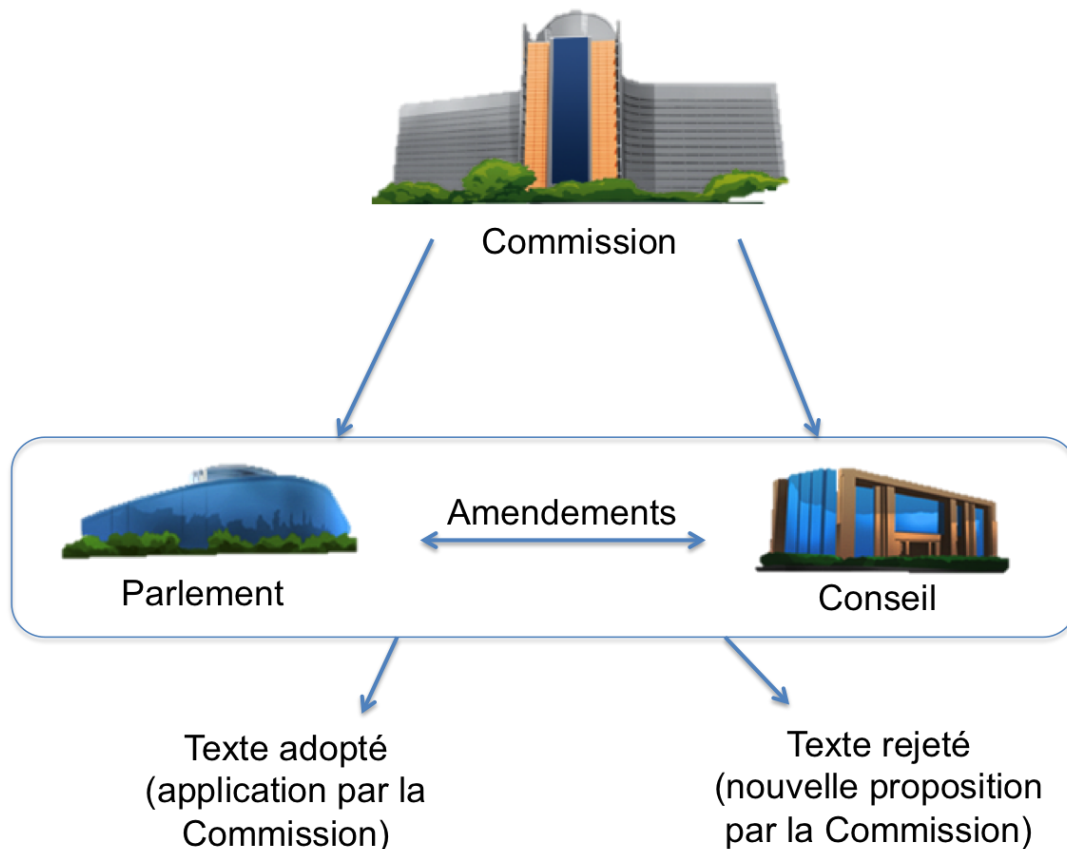 Commission
Amendements
Parlement
Conseil
Texte adopté
(application par la
Commission)
Texte rejeté
(nouvelle proposition
par la Commission)